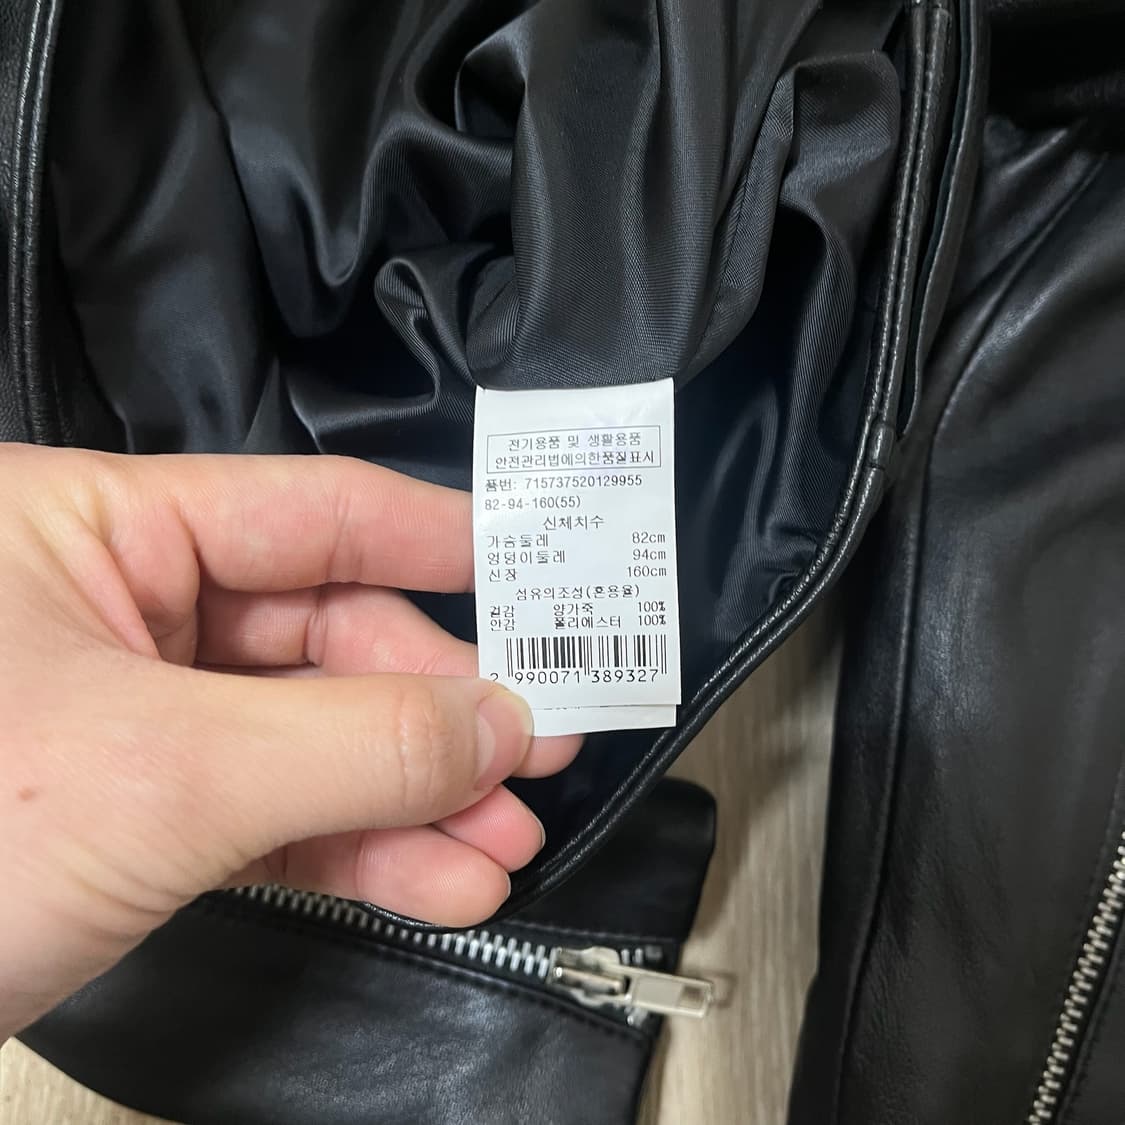 전기용품 및 생활용품
안전관리법에의한품질표시
품번: 715737520129955
82-94-160(55)
신체치수
가슴둘레 82cm
엉덩이둘레 94cm
신장 160cm
섬유의조성(혼용율)
겉감 양가죽 100%
안감 폴리에스터 100%
2 990071 389327